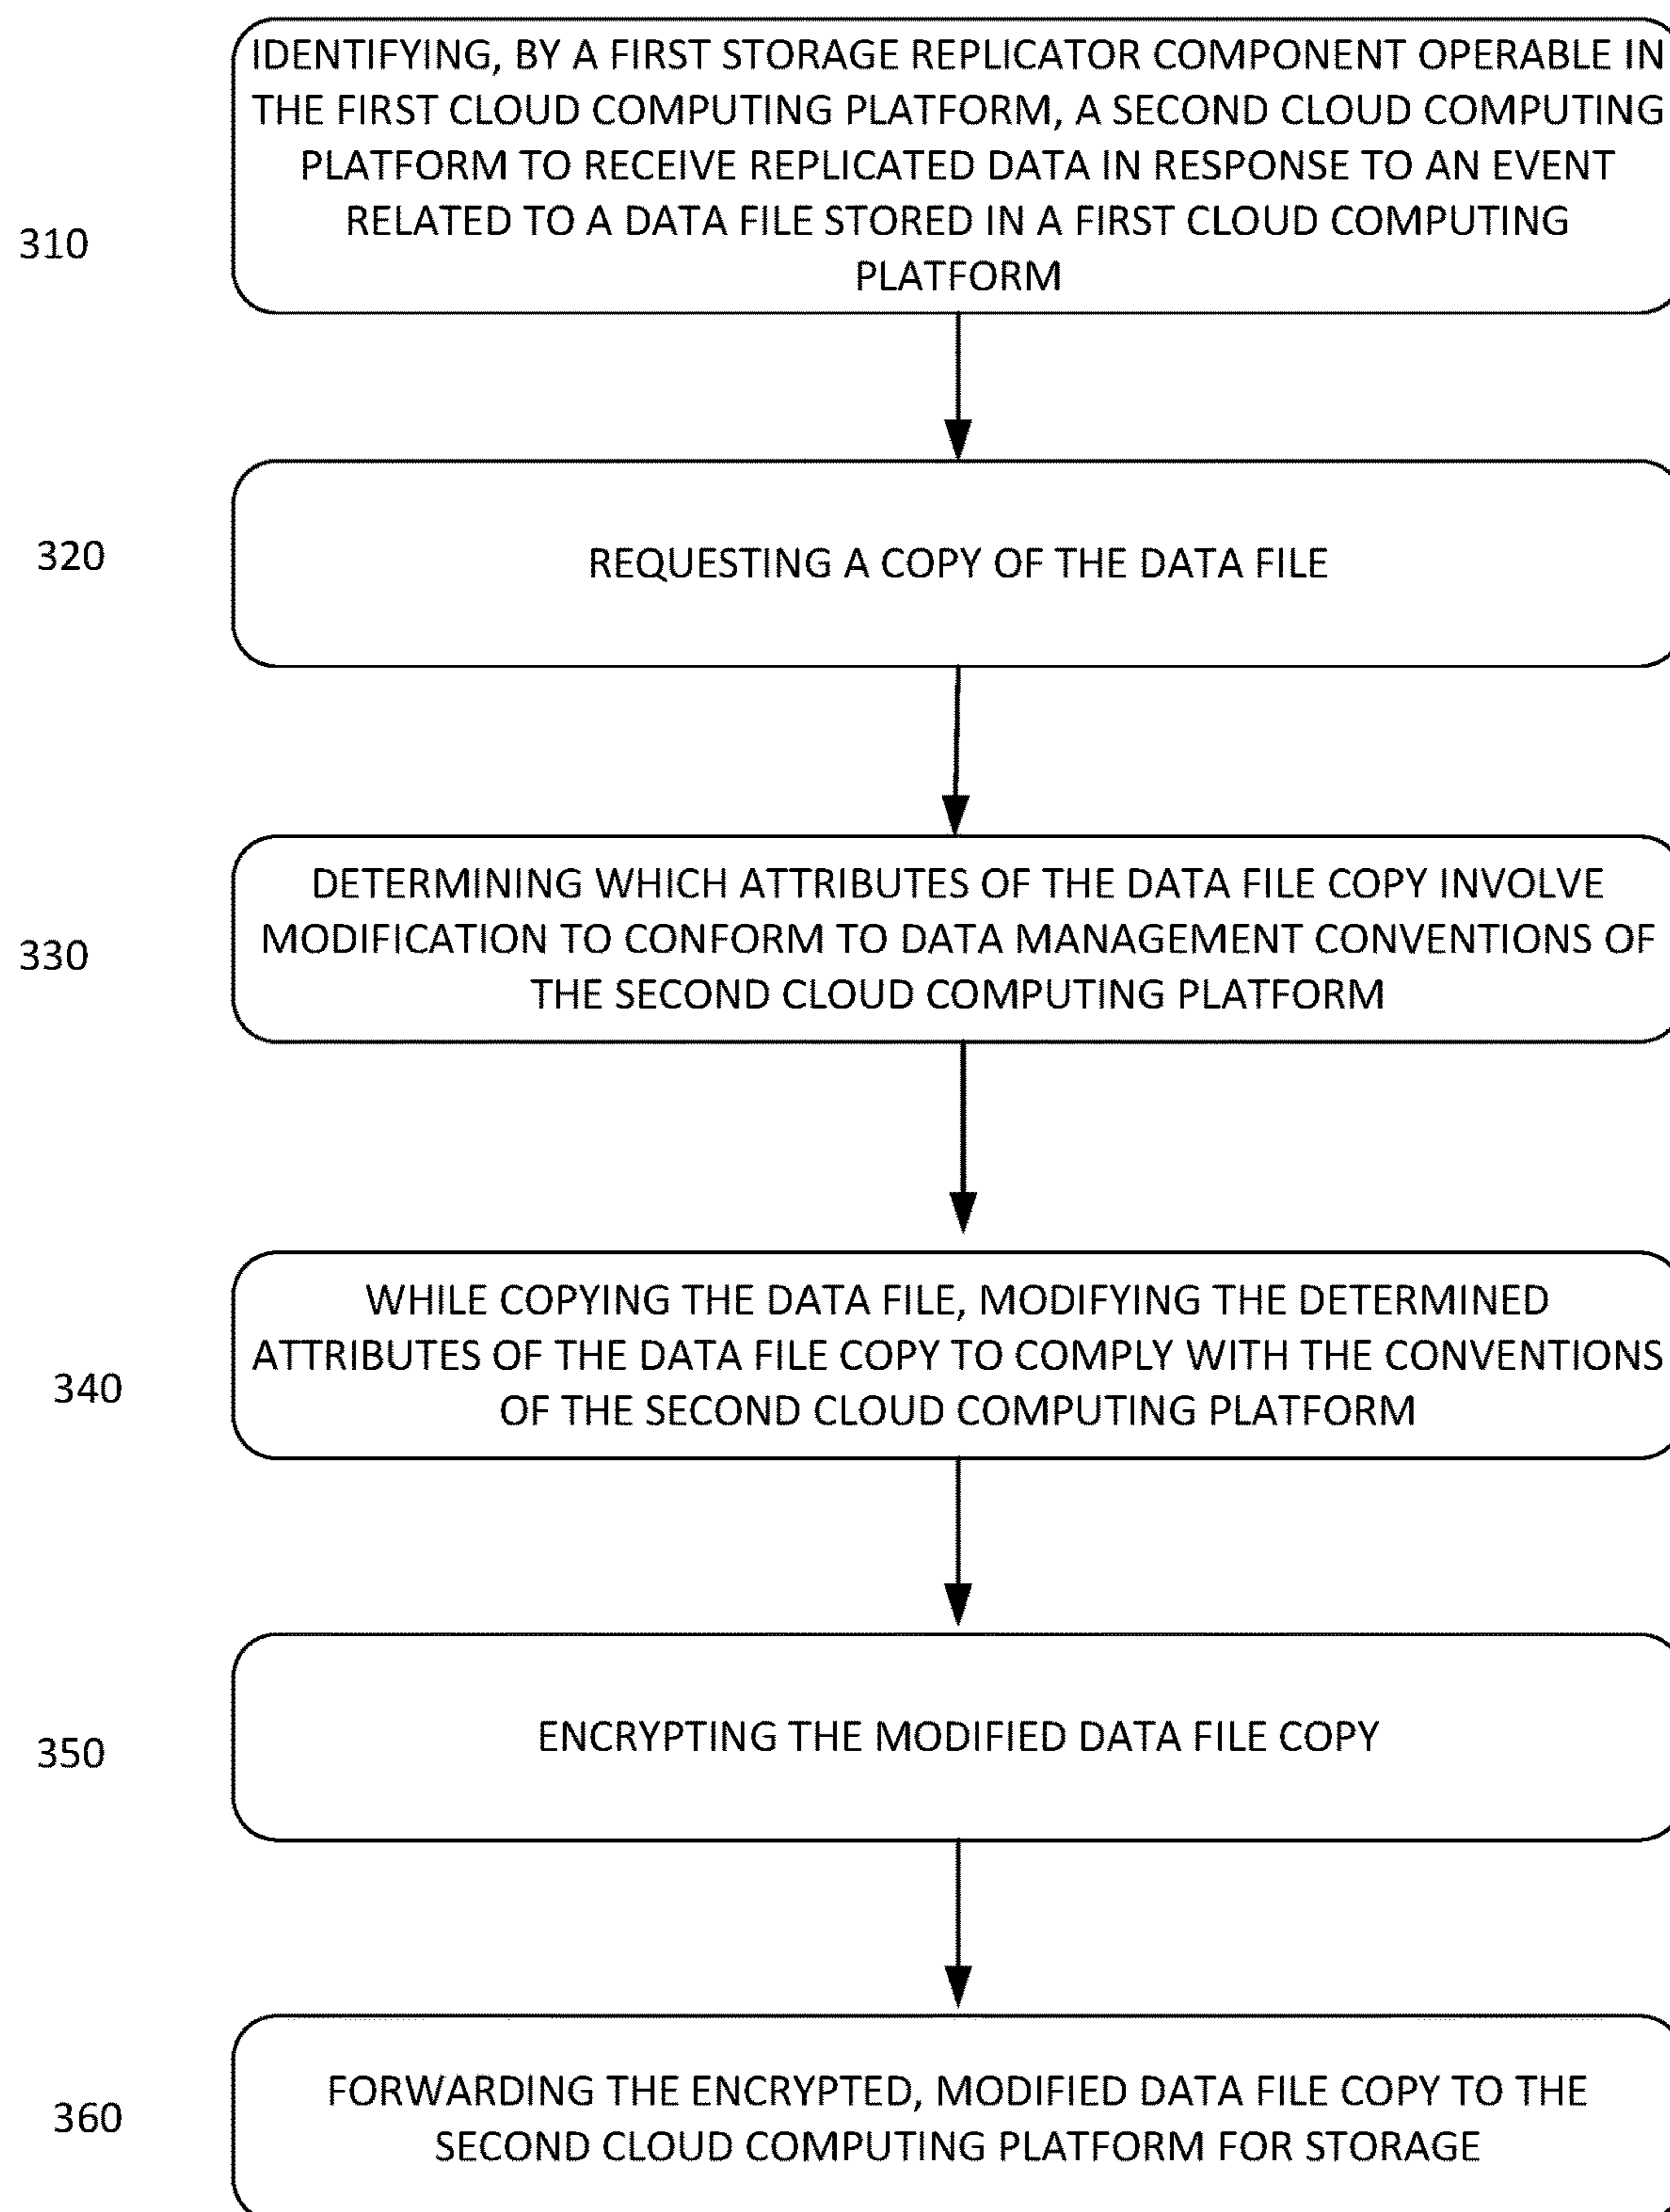 IDENTIFYING, BY A FIRST STORAGE REPLICATOR COMPONENT OPERABLE IN
THE FIRST CLOUD COMPUTING PLATFORM, A SECOND CLOUD COMPUTING
PLATFORM TO RECEIVE REPLICATED DATA IN RESPONSE TO AN EVENT
RELATED TO A DATA FILE STORED IN A FIRST CLOUD COMPUTING
PLATFORM
310
REQUESTING A COPY OF THE DATA FILE
320
DETERMINING WHICH ATTRIBUTES OF THE DATA FILE COPY INVOLVE
MODIFICATION TO CONFORM TO DATA MANAGEMENT CONVENTIONS OF
THE SECOND CLOUD COMPUTING PLATFORM
330
WHILE COPYING THE DATA FILE, MODIFYING THE DETERMINED
ATTRIBUTES OF THE DATA FILE COPY TO COMPLY WITH THE CONVENTIONS
OF THE SECOND CLOUD COMPUTING PLATFORM
340
ENCRYPTING THE MODIFIED DATA FILE COPY
350
FORWARDING THE ENCRYPTED, MODIFIED DATA FILE COPY TO THE
SECOND CLOUD COMPUTING PLATFORM FOR STORAGE
360